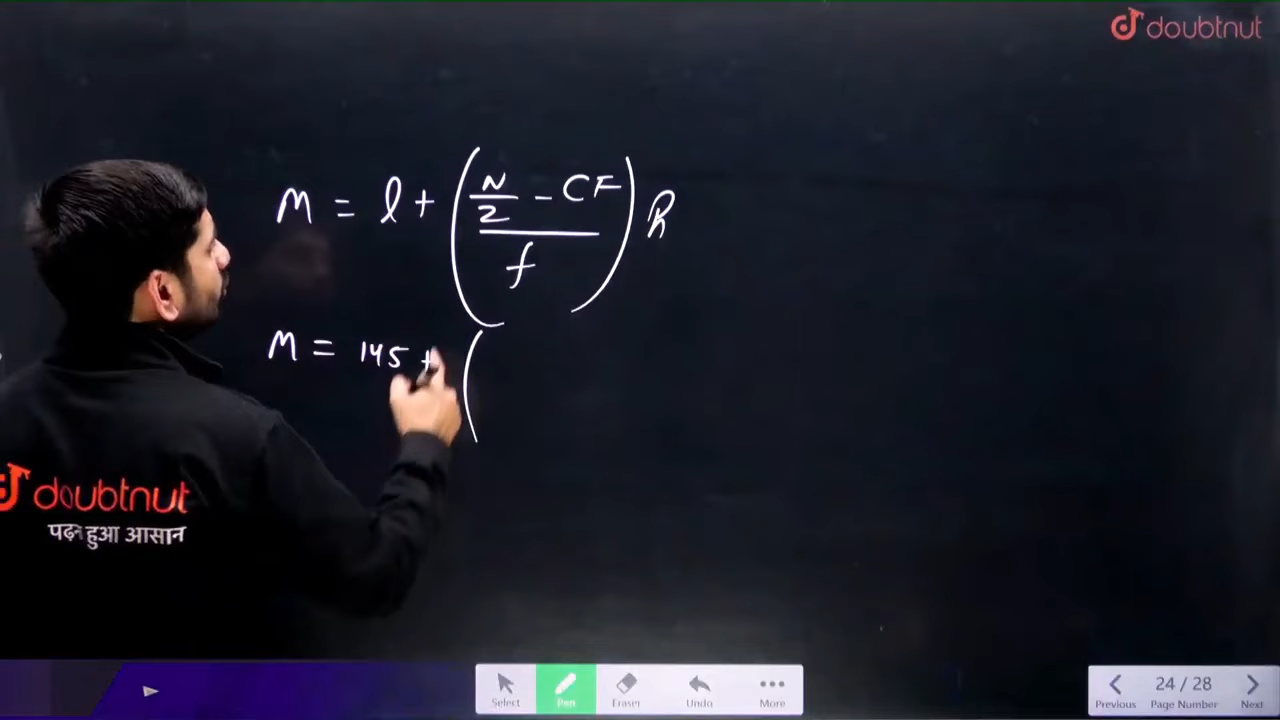 doubtnut
M = l + ( (N/2 - CF) / f ) h
M = 145 + (
doubtnut
पढ़ना हुआ आसान
Select Pen Eraser Undo More
Previous 24 / 28 Page Number Next